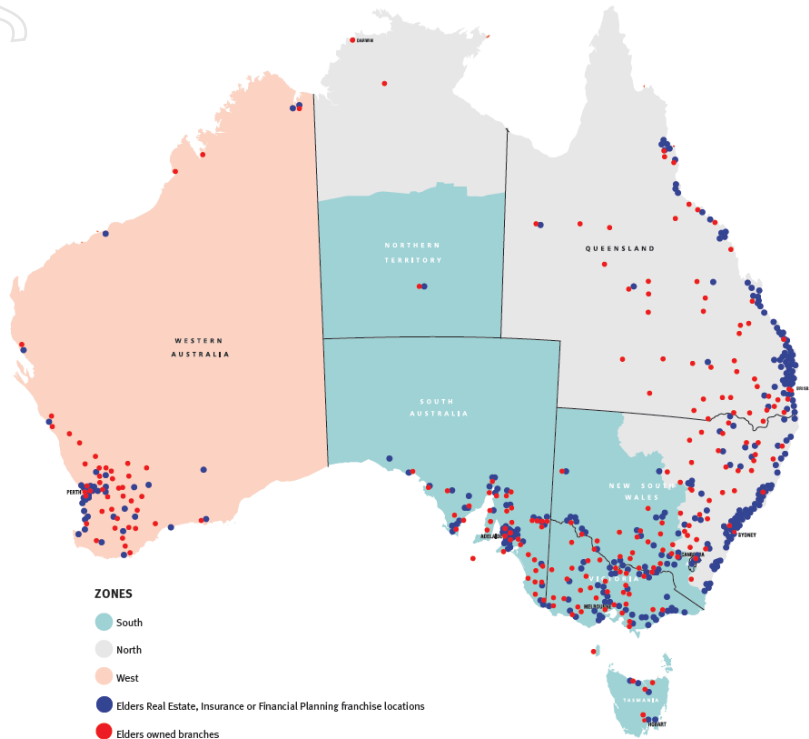 DARWIN
NORTHERN
TERRITORY
QUEENSLAND
WESTERN
AUSTRALIA
SOUTH
AUSTRALIA
NEW SOUTH
WALES
PERTH
ADELAIDE
SYDNEY
CANBERRA
VICTORIA
MELBOURNE
TASMANIA
HOBART
ZONES
South
North
West
Elders Real Estate, Insurance or Financial Planning franchise locations
Elders owned branches